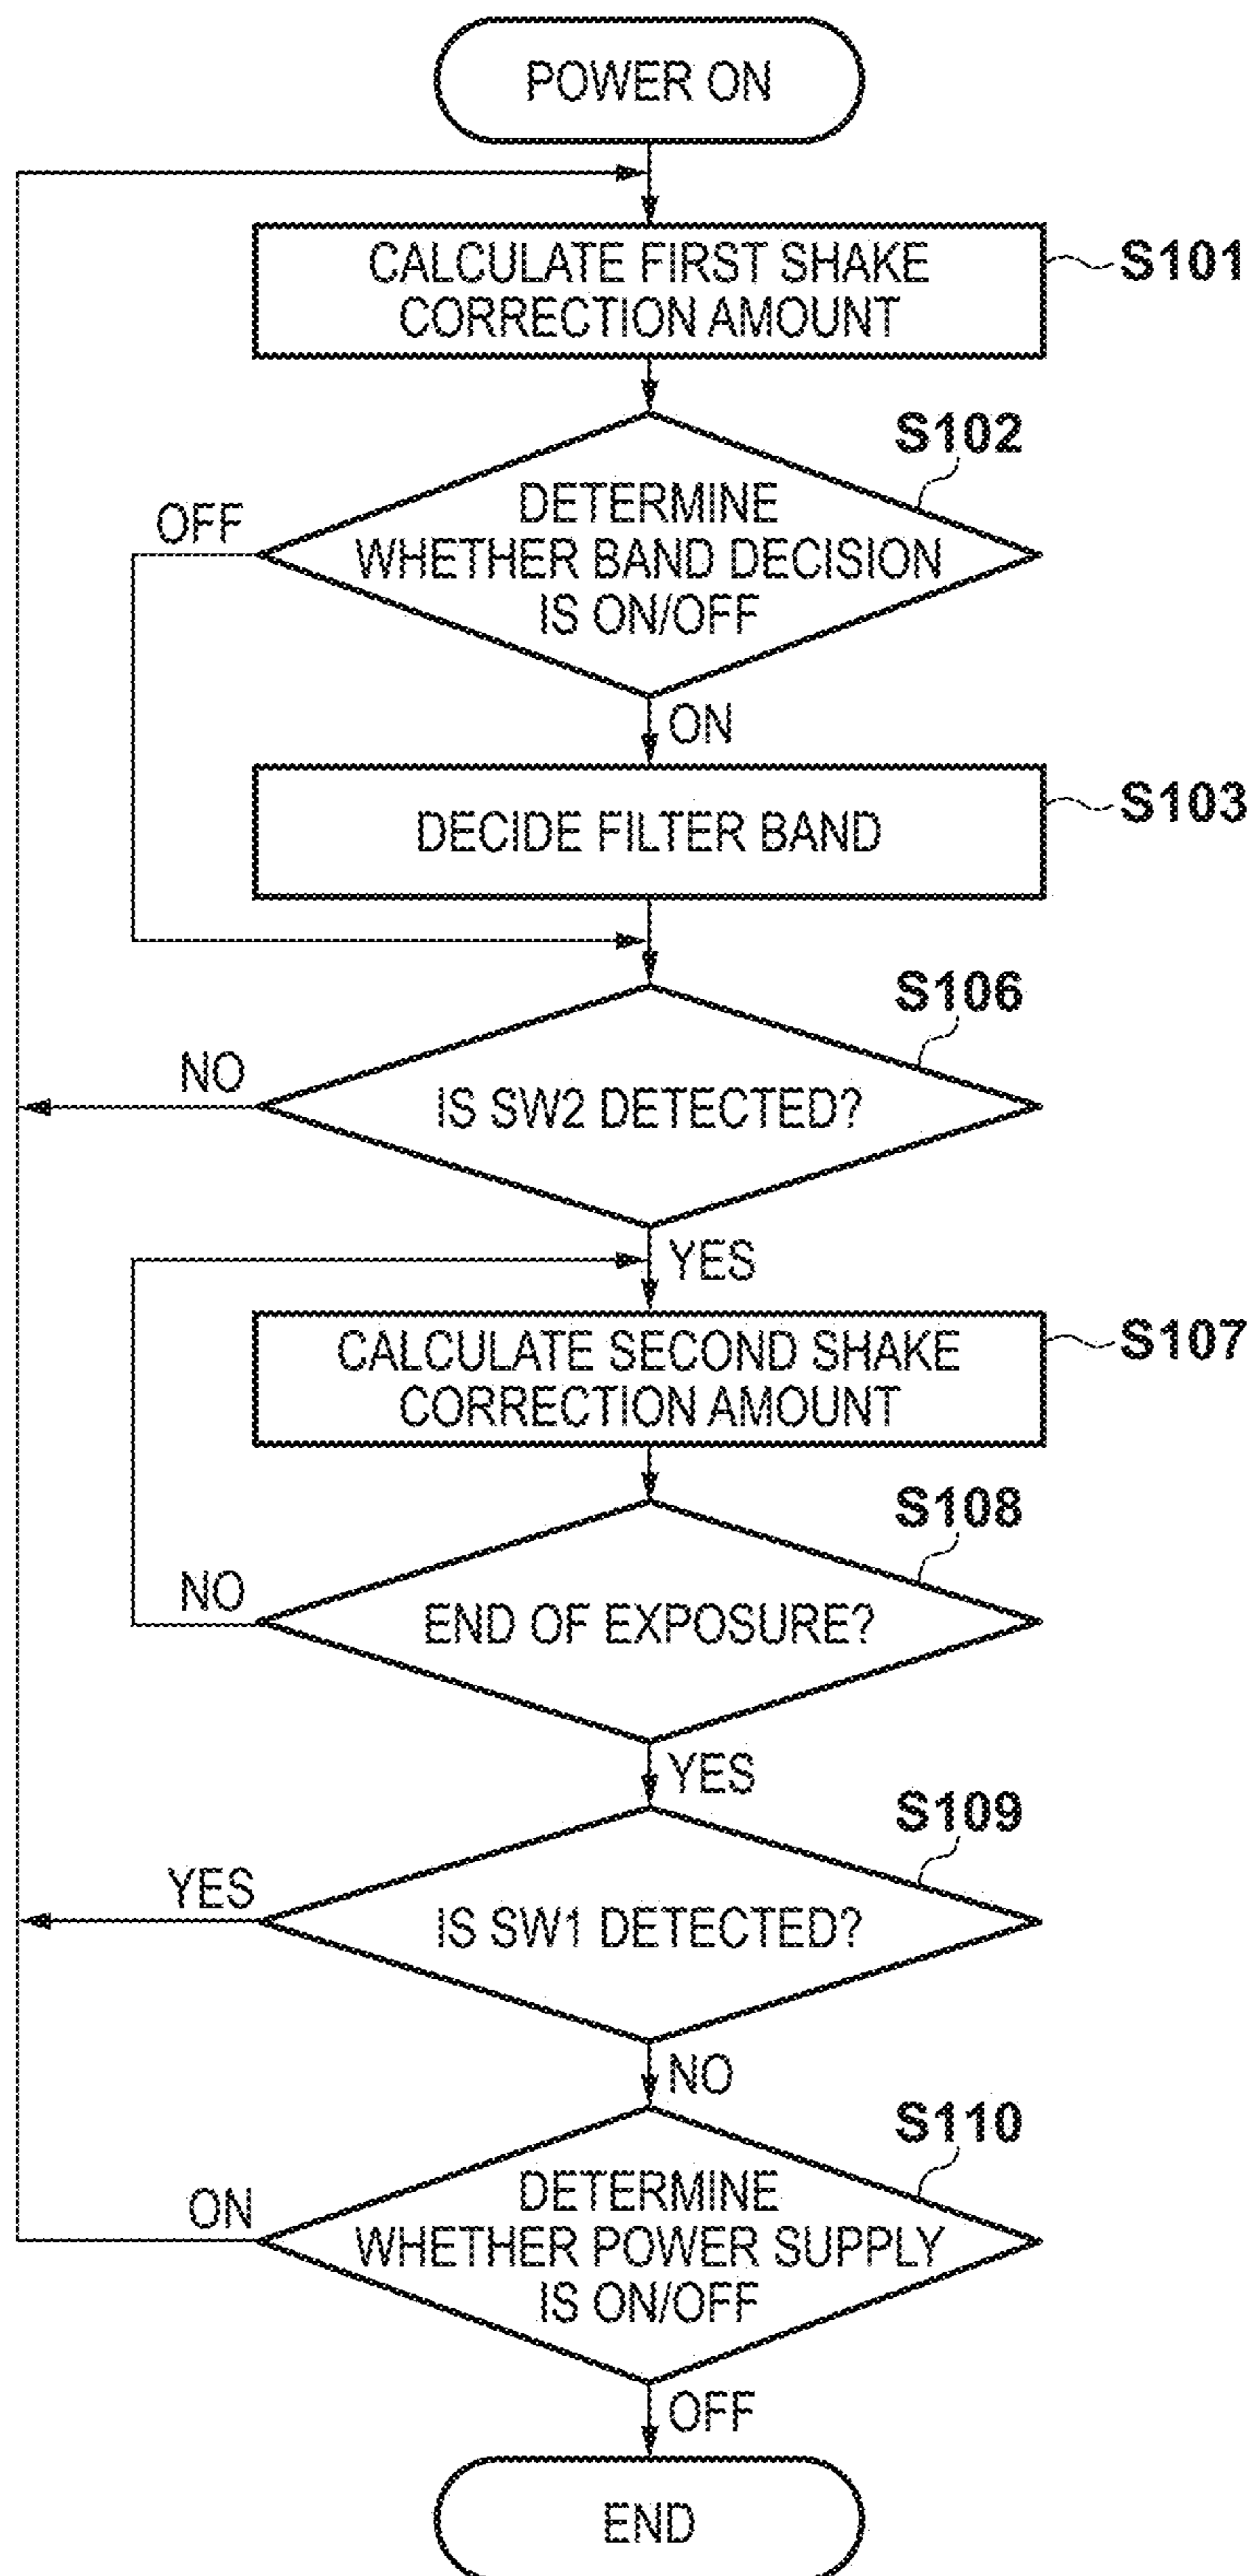 POWER ON
CALCULATE FIRST SHAKE
CORRECTION AMOUNT
S101
S102
DETERMINE
WHETHER BAND DECISION
IS ON/OFF
OFF
ON
DECIDE FILTER BAND
S103
S106
IS SW2 DETECTED?
NO
YES
CALCULATE SECOND SHAKE
CORRECTION AMOUNT
S107
S108
END OF EXPOSURE?
NO
YES
S109
IS SW1 DETECTED?
YES
NO
S110
DETERMINE
WHETHER POWER SUPPLY
IS ON/OFF
ON
OFF
END